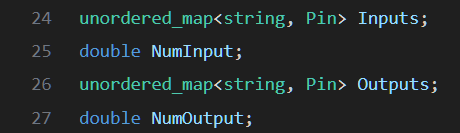 24 unordered_map<string, Pin> Inputs;
25 double NumInput;
26 unordered_map<string, Pin> Outputs;
27 double NumOutput;